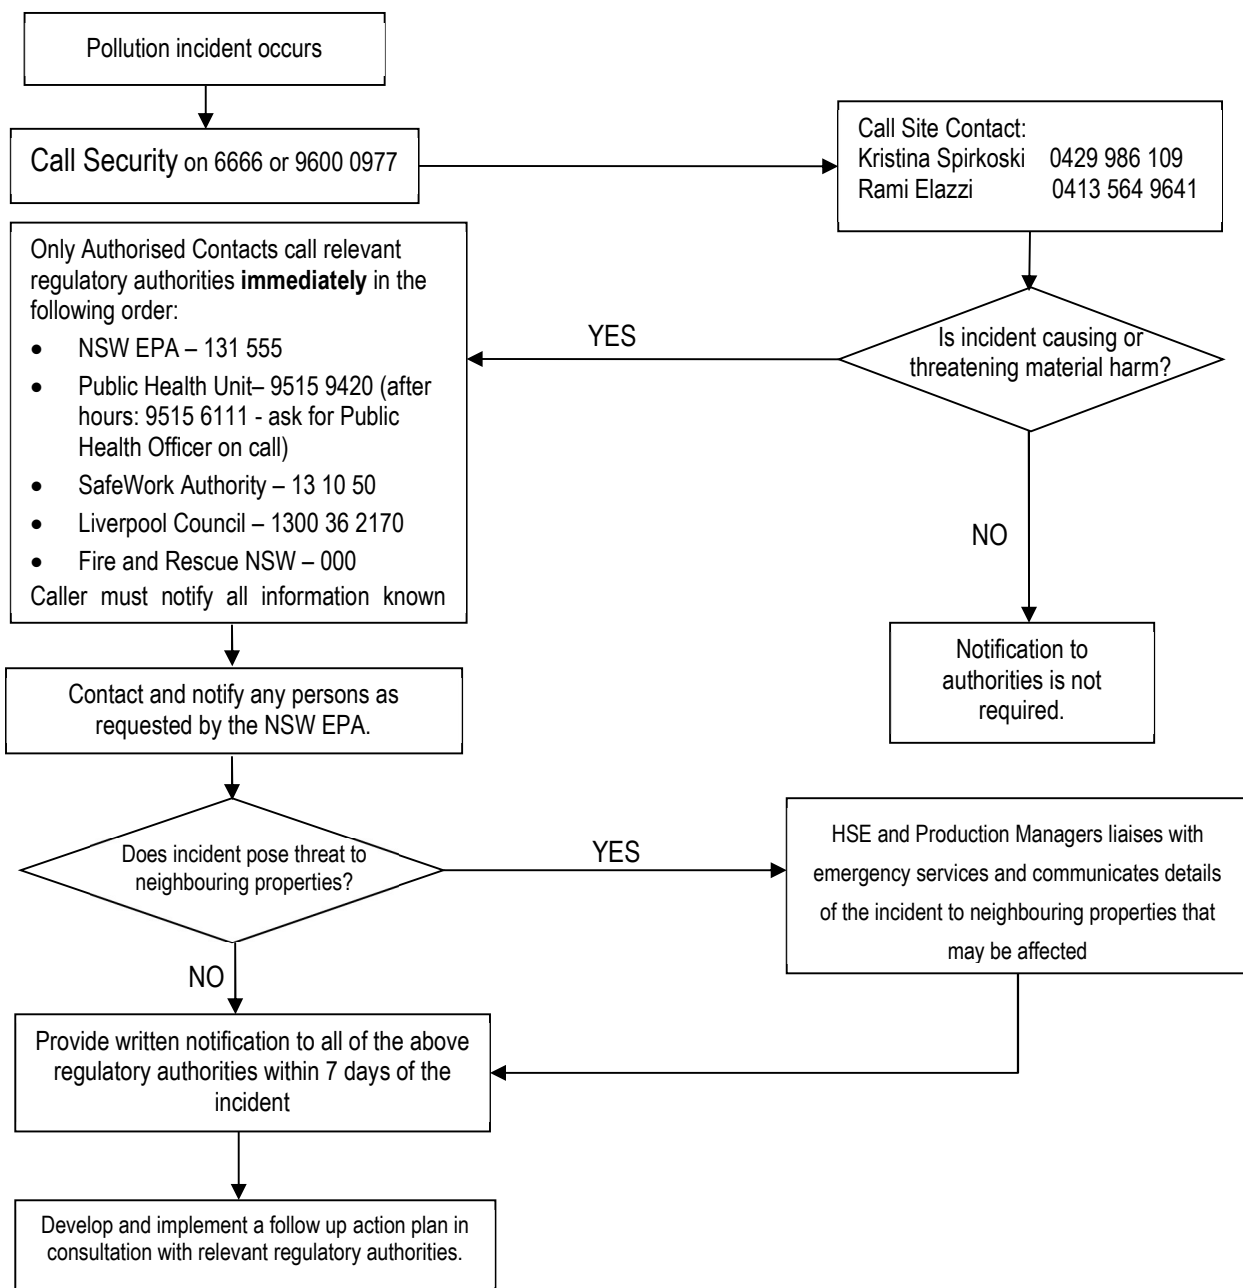 Pollution incident occurs
Call Security on 6666 or 9600 0977
Call Site Contact:
Kristina Spirkoski 0429 986 109
Rami Elazzi 0413 564 9641
Is incident causing or
threatening material harm?
YES
Only Authorised Contacts call relevant
regulatory authorities immediately in the
following order:
• NSW EPA – 131 555
• Public Health Unit– 9515 9420 (after
hours: 9515 6111 - ask for Public
Health Officer on call)
• SafeWork Authority – 13 10 50
• Liverpool Council – 1300 36 2170
• Fire and Rescue NSW – 000
Caller must notify all information known
NO
Notification to
authorities is not
required.
Contact and notify any persons as
requested by the NSW EPA.
Does incident pose threat to
neighbouring properties?
YES
HSE and Production Managers liaises with
emergency services and communicates details
of the incident to neighbouring properties that
may be affected
NO
Provide written notification to all of the above
regulatory authorities within 7 days of the
incident
Develop and implement a follow up action plan in
consultation with relevant regulatory authorities.